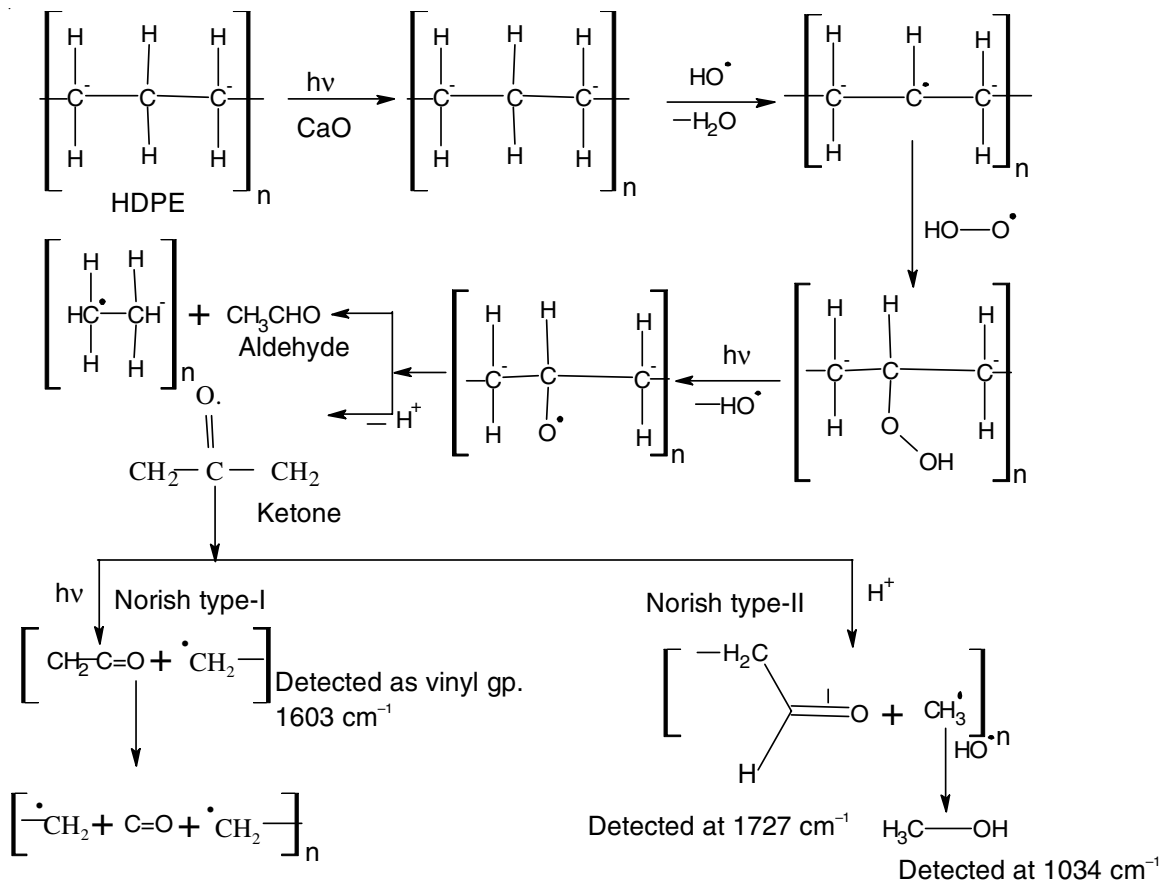 H H H H H H H H H
hν HO•
C- C C- C- C C- C- C• C-
CaO —H2O
H H H H H H H H
n n n
HDPE
HO—O•
H H H H H H H H
HC• CH- + CH3CHO hν
Aldehyde C- C C- C- C C-
H H —HO•
n — H+ H O• H H O H
O. n OH n
CH2— C — CH2
Ketone
hν Norish type-I Norish type-II H+
CH2 C=O + •CH2 — —H2C
Detected as vinyl gp. O + CH3•
1603 cm–1 HO• n
H
—•CH2 + C=O + •CH2 — n Detected at 1727 cm–1 H3C — OH
Detected at 1034 cm–1